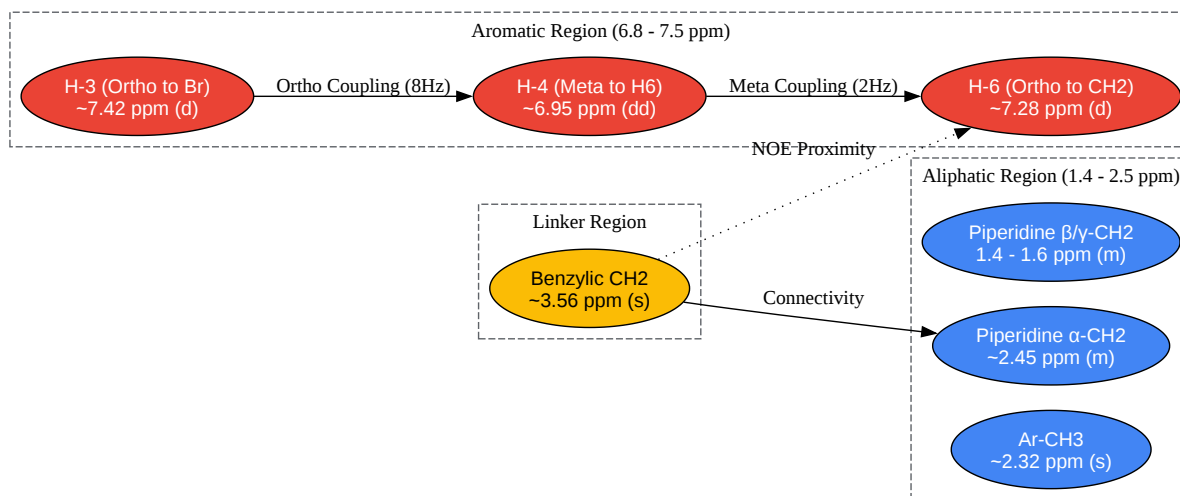 Aromatic Region (6.8 - 7.5 ppm)
H-3 (Ortho to Br)
~7.42 ppm (d)
Ortho Coupling (8Hz)
H-4 (Meta to H6)
~6.95 ppm (dd)
Meta Coupling (2Hz)
H-6 (Ortho to CH2)
~7.28 ppm (d)
NOE Proximity
Linker Region
Benzylic CH2
~3.56 ppm (s)
Connectivity
Aliphatic Region (1.4 - 2.5 ppm)
Piperidine β/γ-CH2
1.4 - 1.6 ppm (m)
Piperidine α-CH2
~2.45 ppm (m)
Ar-CH3
~2.32 ppm (s)